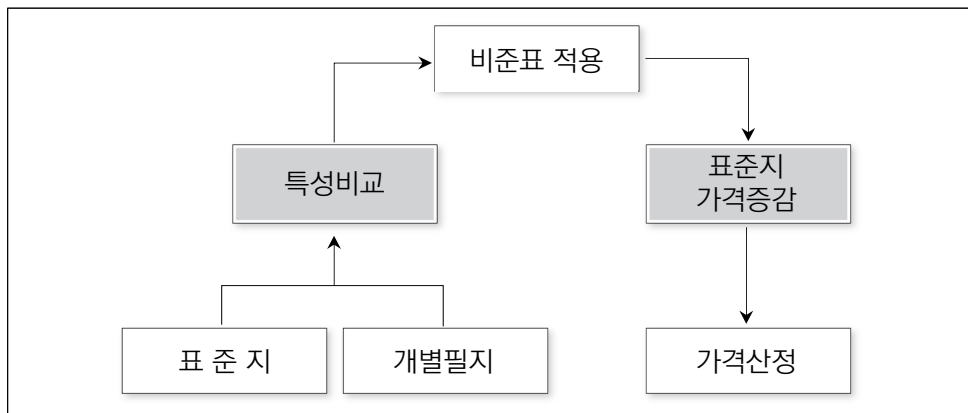 비준표 적용
특성비교
표준지
가격증감
표 준 지
개별필지
가격산정